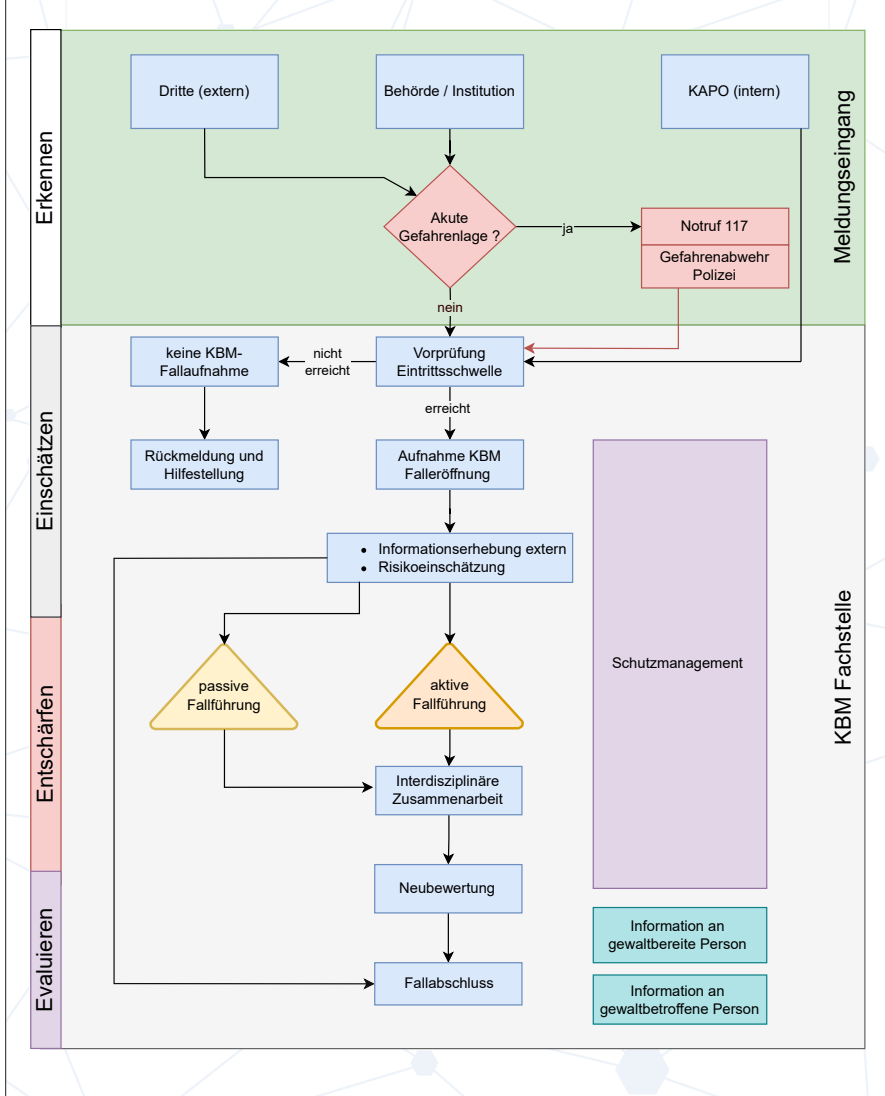 Erkennen
Meldungseingang
Dritte (extern)
Behörde / Institution
KAPO (intern)
Akute
Gefahrenlage ?
ja
Notruf 117
Gefahrenabwehr
Polizei
nein
Einschätzen
keine KBM-
Fallaufnahme
nicht
erreicht
Vorprüfung
Eintrittsschwelle
erreicht
Rückmeldung und
Hilfestellung
Aufnahme KBM
Falleröffnung
• Informationserhebung extern
• Risikoeinschätzung
Schutzmanagement
KBM Fachstelle
Entschärfen
passive
Fallführung
aktive
Fallführung
Interdisziplinäre
Zusammenarbeit
Evaluieren
Neubewertung
Information an
gewaltbereite Person
Fallabschluss
Information an
gewaltbetroffene Person